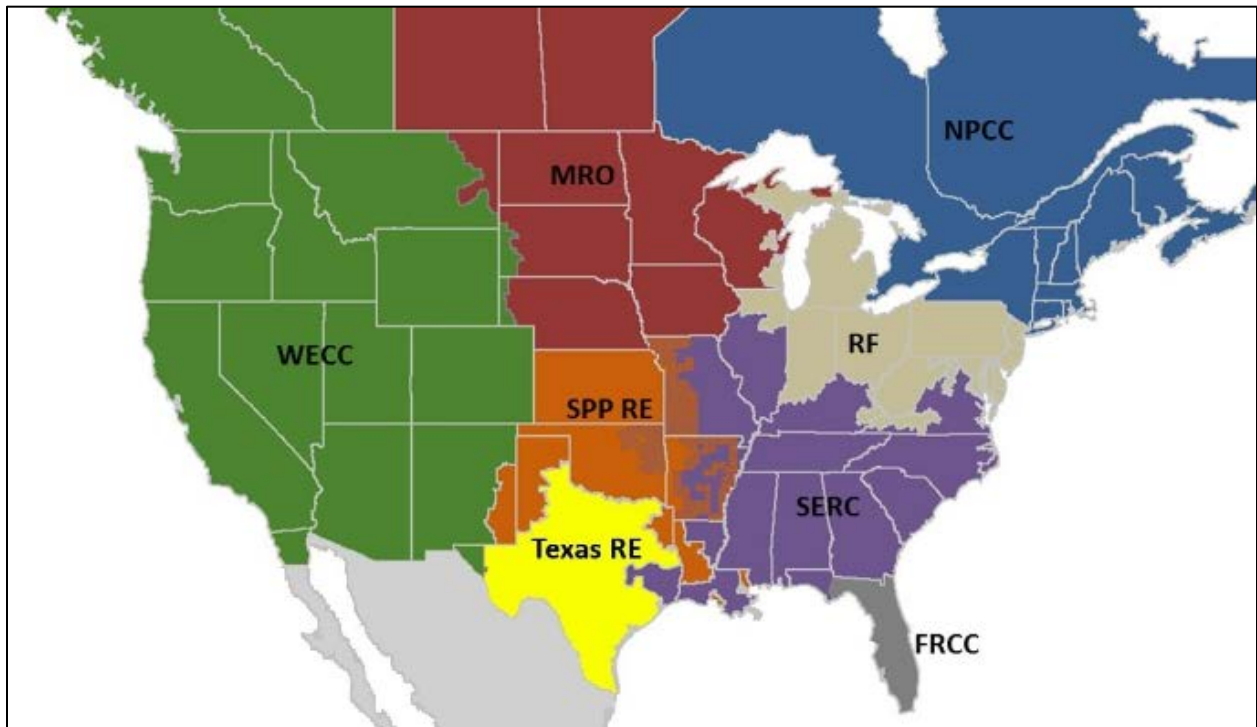 NPCC
MRO
WECC
RF
SPP RE
SERC
Texas RE
FRCC